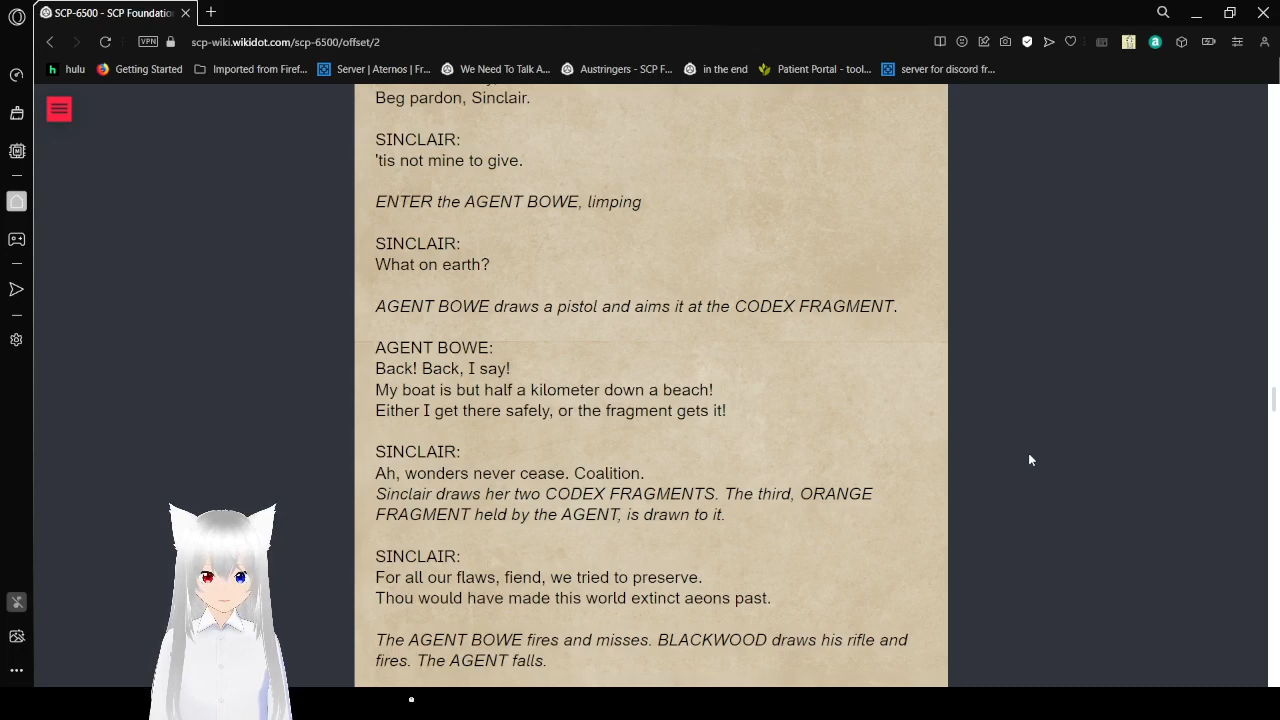 SCP-6500 - SCP Foundatio
scp-wiki.wikidot.com/scp-6500/offset/2
VPN
hulu
Getting Started
Imported from Firef...
Server | Aternos | Fr...
We Need To Talk A...
Austringers - SCP F...
in the end
Patient Portal - tool...
server for discord fr...
Beg pardon, Sinclair.
SINCLAIR:
'tis not mine to give.
ENTER the AGENT BOWE, limping
SINCLAIR:
What on earth?
AGENT BOWE draws a pistol and aims it at the CODEX FRAGMENT.
AGENT BOWE:
Back! Back, I say!
My boat is but half a kilometer down a beach!
Either I get there safely, or the fragment gets it!
SINCLAIR:
Ah, wonders never cease. Coalition.
Sinclair draws her two CODEX FRAGMENTS. The third, ORANGE
FRAGMENT held by the AGENT, is drawn to it.
SINCLAIR:
For all our flaws, fiend, we tried to preserve.
Thou would have made this world extinct aeons past.
The AGENT BOWE fires and misses. BLACKWOOD draws his rifle and
fires. The AGENT falls.